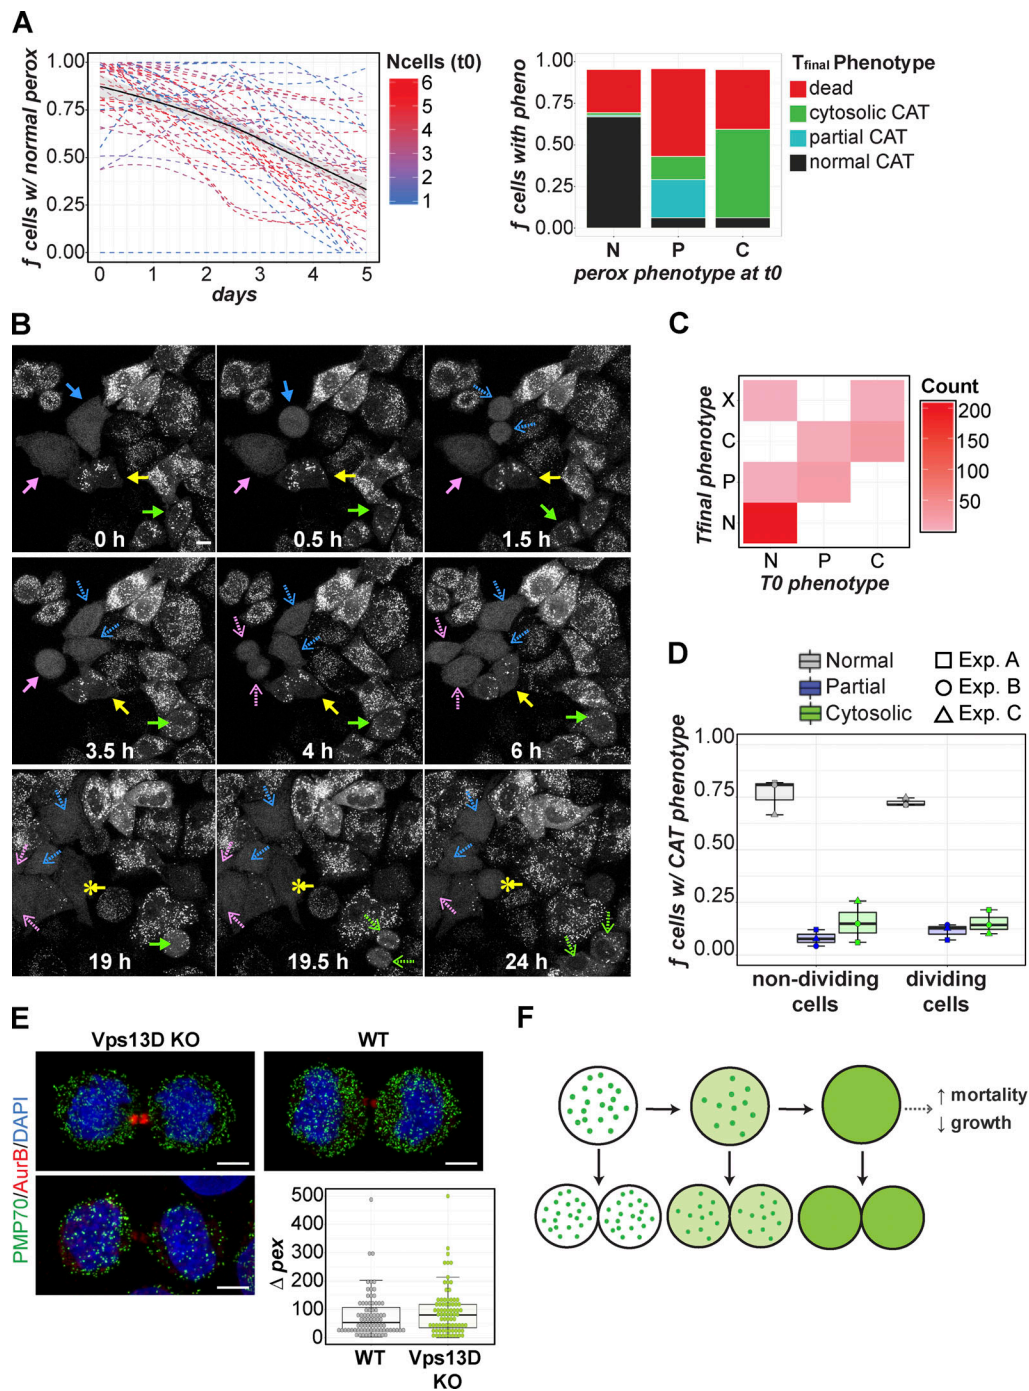 A
Ncells (t0)
6
5
4
3
2
1
1.00
0.75
0.50
0.25
0.00
0 1 2 3 4 5
days
ƒ cells w/ normal perox
ƒ cells with pheno
1.00
0.75
0.50
0.25
0.00
N P C
perox phenotype at t0
Tfinal Phenotype
dead
cytosolic CAT
partial CAT
normal CAT
B
0 h
0.5 h
1.5 h
3.5 h
4 h
6 h
19 h
19.5 h
24 h
C
Tfinal phenotype
X
C
P
N
N P C
T0 phenotype
Count
200
150
100
50
D
Normal
Partial
Cytosolic
Exp. A
Exp. B
Exp. C
ƒ cells w/ CAT phenotype
1.00
0.75
0.50
0.25
0.00
non-dividing
cells
dividing
cells
E
Vps13D KO
WT
PMP70/AurB/DAPI
Δ pex
500
400
300
200
100
0
WT
Vps13D
KO
F
↑ mortality
↓ growth